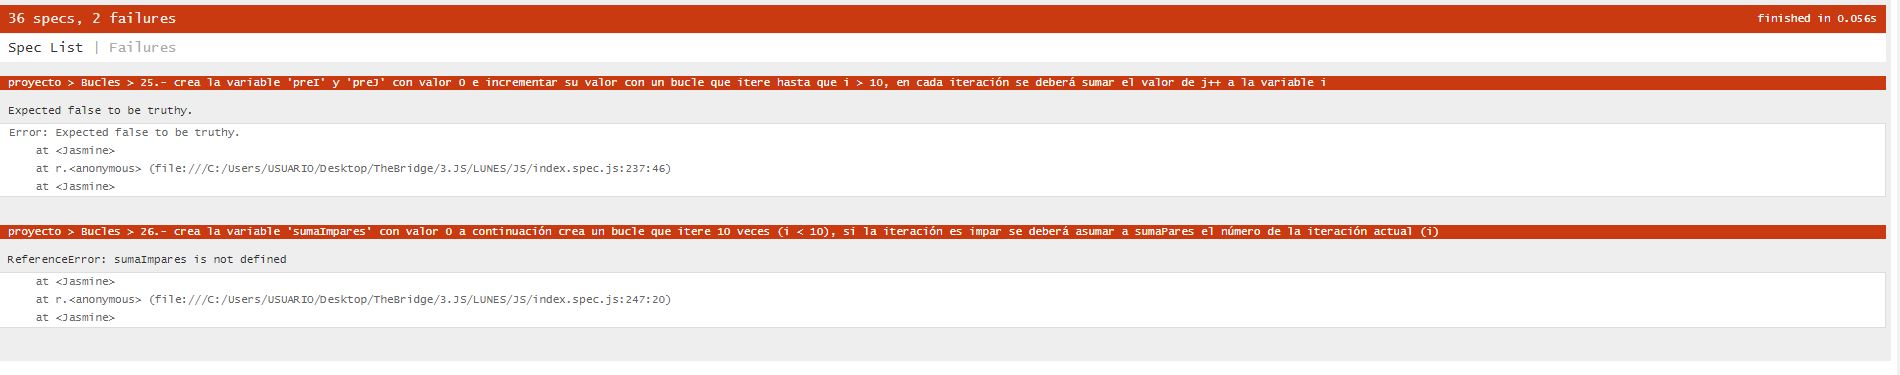 36 specs, 2 failures finished in 0.056s
Spec List | Failures
proyecto > Bucles > 25.- crea la variable 'preI' y 'preJ' con valor 0 e incrementar su valor con un bucle que itere hasta que i > 10, en cada iteración se deberá sumar el valor de j++ a la variable i
Expected false to be truthy.
Error: Expected false to be truthy.
at <Jasmine>
at r.<anonymous> (file:///C:/Users/USUARIO/Desktop/TheBridge/3.JS/LUNES/JS/index.spec.js:237:46)
at <Jasmine>
proyecto > Bucles > 26.- crea la variable 'sumaImpares' con valor 0 a continuación crea un bucle que itere 10 veces (i < 10), si la iteración es impar se deberá asumar a sumaPares el número de la iteración actual (i)
ReferenceError: sumaImpares is not defined
at <Jasmine>
at r.<anonymous> (file:///C:/Users/USUARIO/Desktop/TheBridge/3.JS/LUNES/JS/index.spec.js:247:20)
at <Jasmine>